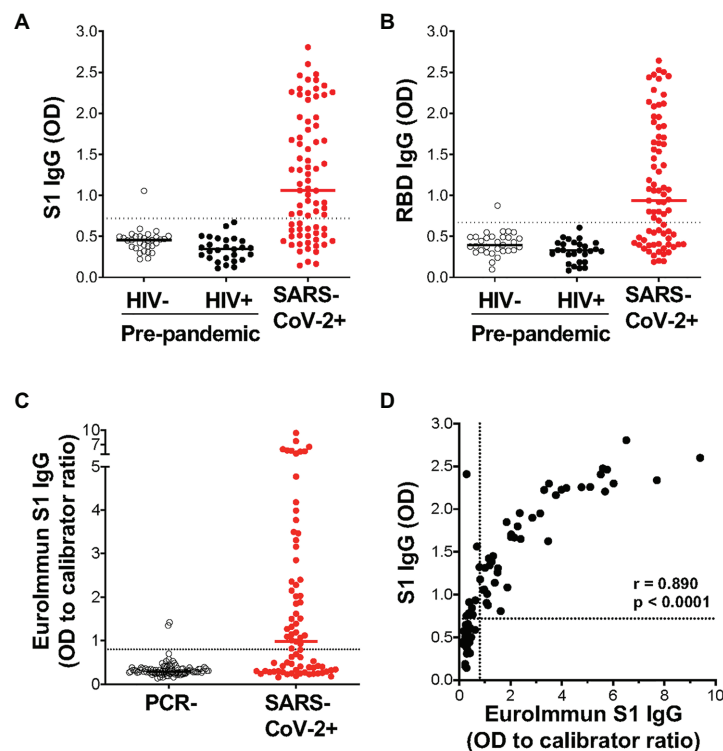 A
S1 IgG (OD)
3.0
2.5
2.0
1.5
1.0
0.5
0.0
HIV-
HIV+
SARS-
CoV-2+
Pre-pandemic
B
RBD IgG (OD)
3.0
2.5
2.0
1.5
1.0
0.5
0.0
HIV-
HIV+
SARS-
CoV-2+
Pre-pandemic
C
EuroImmun S1 IgG
(OD to calibrator ratio)
10
7
5
4
3
2
1
0
PCR-
SARS-
CoV-2+
D
S1 IgG (OD)
3.0
2.5
2.0
1.5
1.0
0.5
0.0
r = 0.890
p < 0.0001
0 2 4 6 8 10
EuroImmun S1 IgG
(OD to calibrator ratio)